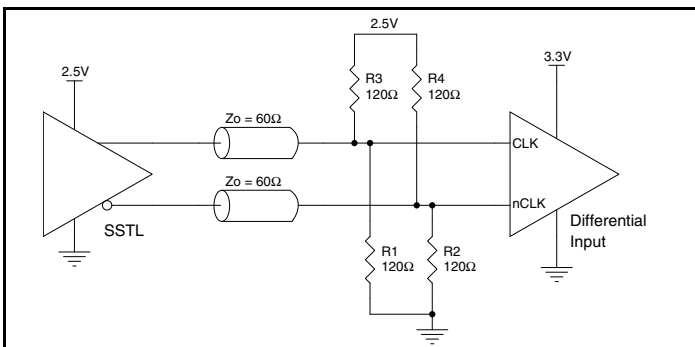 2.5V
2.5V
3.3V
R3
120Ω
R4
120Ω
Zo = 60Ω
CLK
Zo = 60Ω
nCLK
SSTL
Differential
Input
R1
120Ω
R2
120Ω